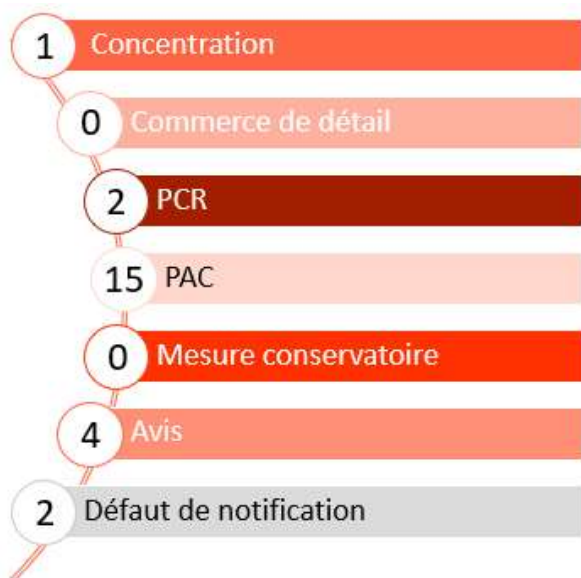 1 Concentration
0 Commerce de détail
2 PCR
15 PAC
0 Mesure conservatoire
4 Avis
2 Défaut de notification